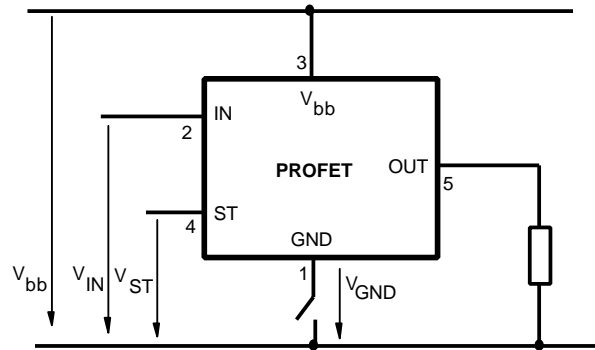 3
V bb
IN
2
PROFET
OUT
5
ST
4
GND
V bb
V IN
V ST
1
V GND